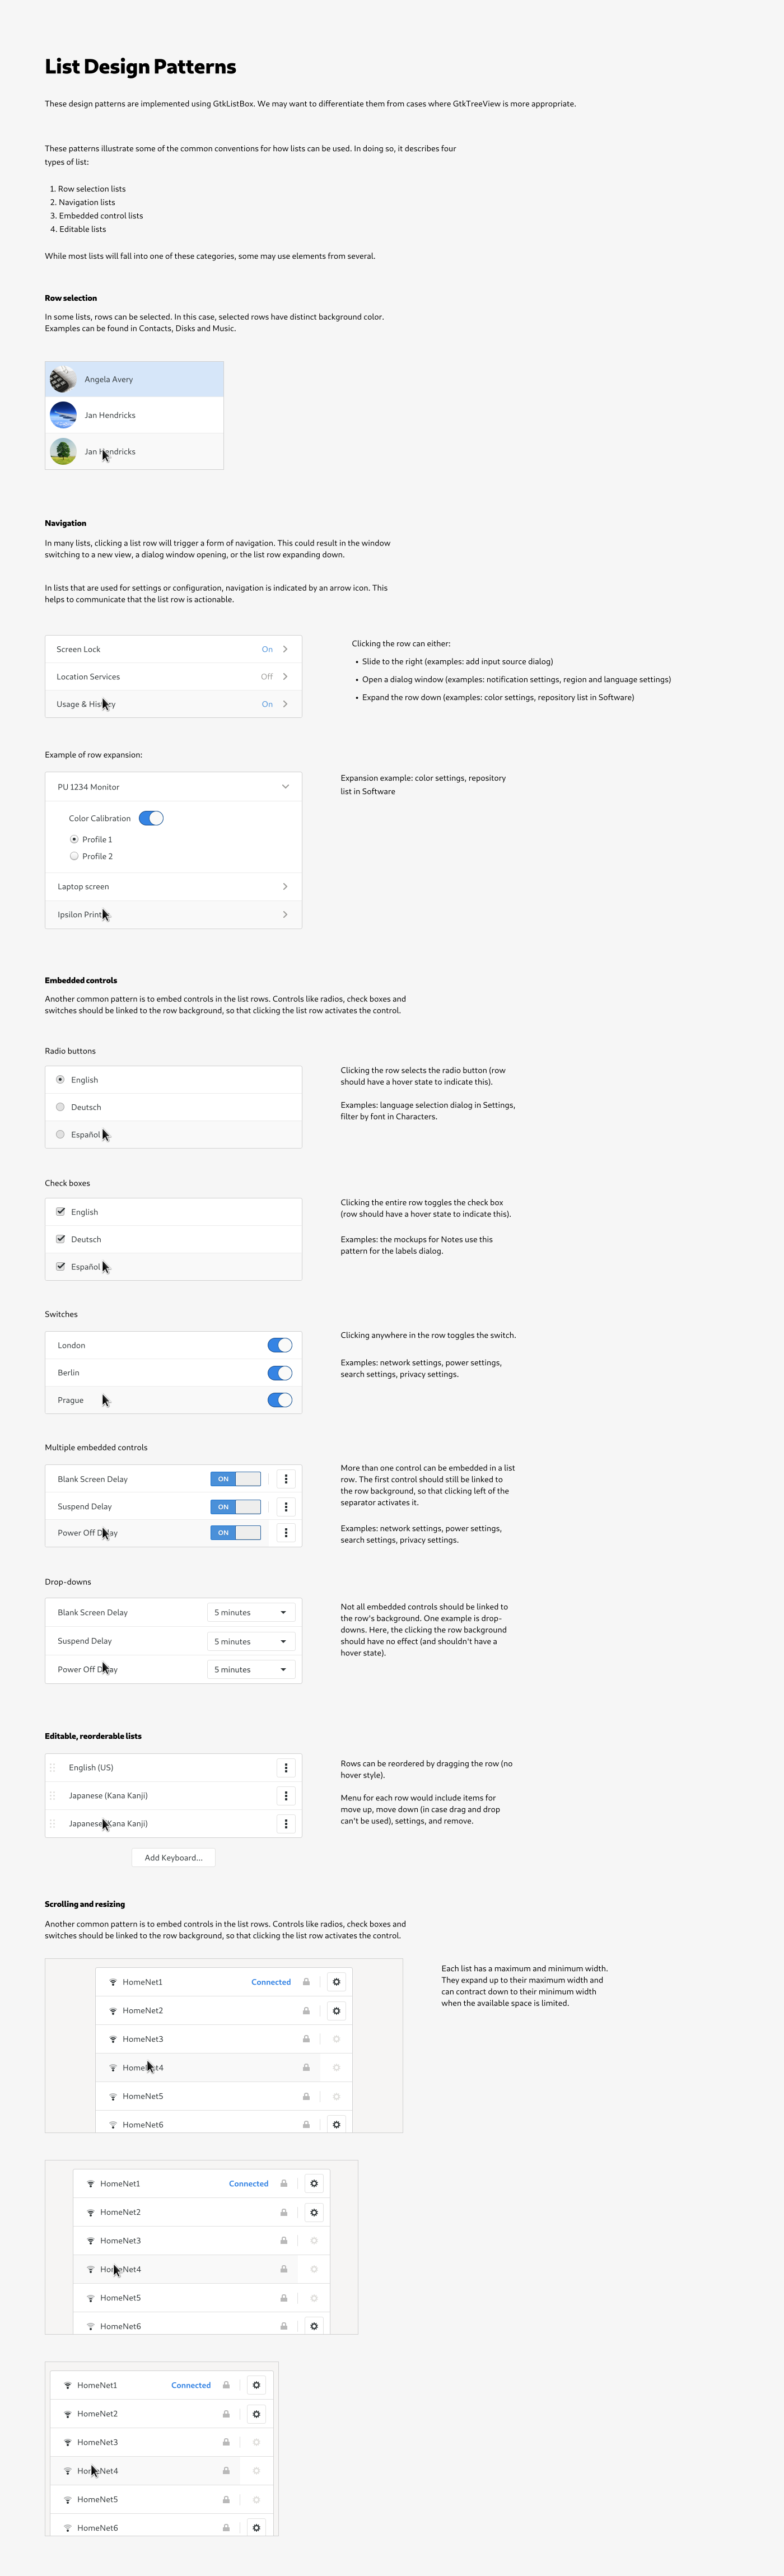 List Design Patterns
These design patterns are implemented using GtkListBox. We may want to differentiate them from cases where GtkTreeView is more appropriate.
These patterns illustrate some of the common conventions for how lists can be used. In doing so, it describes four
types of list:
1. Row selection lists
2. Navigation lists
3. Embedded control lists
4. Editable lists
While most lists will fall into one of these categories, some may use elements from several.
Row selection
In some lists, rows can be selected. In this case, selected rows have distinct background color.
Examples can be found in Contacts, Disks and Music.
Angela Avery
Jan Hendricks
Jan Hendricks
Navigation
In many lists, clicking a list row will trigger a form of navigation. This could result in the window
switching to a new view, a dialog window opening, or the list row expanding down.
In lists that are used for settings or configuration, navigation is indicated by an arrow icon. This
helps to communicate that the list row is actionable.
Screen Lock On
Location Services Off
Usage & History On
Clicking the row can either:
• Slide to the right (examples: add input source dialog)
• Open a dialog window (examples: notification settings, region and language settings)
• Expand the row down (examples: color settings, repository list in Software)
Example of row expansion:
PU 1234 Monitor
Color Calibration
Profile 1
Profile 2
Laptop screen
Ipsilon Printer
Expansion example: color settings, repository
list in Software
Embedded controls
Another common pattern is to embed controls in the list rows. Controls like radios, check boxes and
switches should be linked to the row background, so that clicking the list row activates the control.
Radio buttons
English
Deutsch
Español
Clicking the row selects the radio button (row
should have a hover state to indicate this).
Examples: language selection dialog in Settings,
filter by font in Characters.
Check boxes
English
Deutsch
Español
Clicking the entire row toggles the check box
(row should have a hover state to indicate this).
Examples: the mockups for Notes use this
pattern for the labels dialog.
Switches
London
Berlin
Prague
Clicking anywhere in the row toggles the switch.
Examples: network settings, power settings,
search settings, privacy settings.
Multiple embedded controls
Blank Screen Delay ON
Suspend Delay ON
Power Off Delay ON
More than one control can be embedded in a list
row. The first control should still be linked to
the row background, so that clicking left of the
separator activates it.
Examples: network settings, power settings,
search settings, privacy settings.
Drop-downs
Blank Screen Delay 5 minutes
Suspend Delay 5 minutes
Power Off Delay 5 minutes
Not all embedded controls should be linked to
the row's background. One example is drop-
downs. Here, the clicking the row background
should have no effect (and shouldn't have a
hover state).
Editable, reorderable lists
English (US)
Japanese (Kana Kanji)
Japanese (Kana Kanji)
Add Keyboard...
Rows can be reordered by dragging the row (no
hover style).
Menu for each row would include items for
move up, move down (in case drag and drop
can't be used), settings, and remove.
Scrolling and resizing
Another common pattern is to embed controls in the list rows. Controls like radios, check boxes and
switches should be linked to the row background, so that clicking the list row activates the control.
HomeNet1 Connected
HomeNet2
HomeNet3
HomeNet4
HomeNet5
HomeNet6
Each list has a maximum and minimum width.
They expand up to their maximum width and
can contract down to their minimum width
when the available space is limited.
HomeNet1 Connected
HomeNet2
HomeNet3
HomeNet4
HomeNet5
HomeNet6
HomeNet1 Connected
HomeNet2
HomeNet3
HomeNet4
HomeNet5
HomeNet6